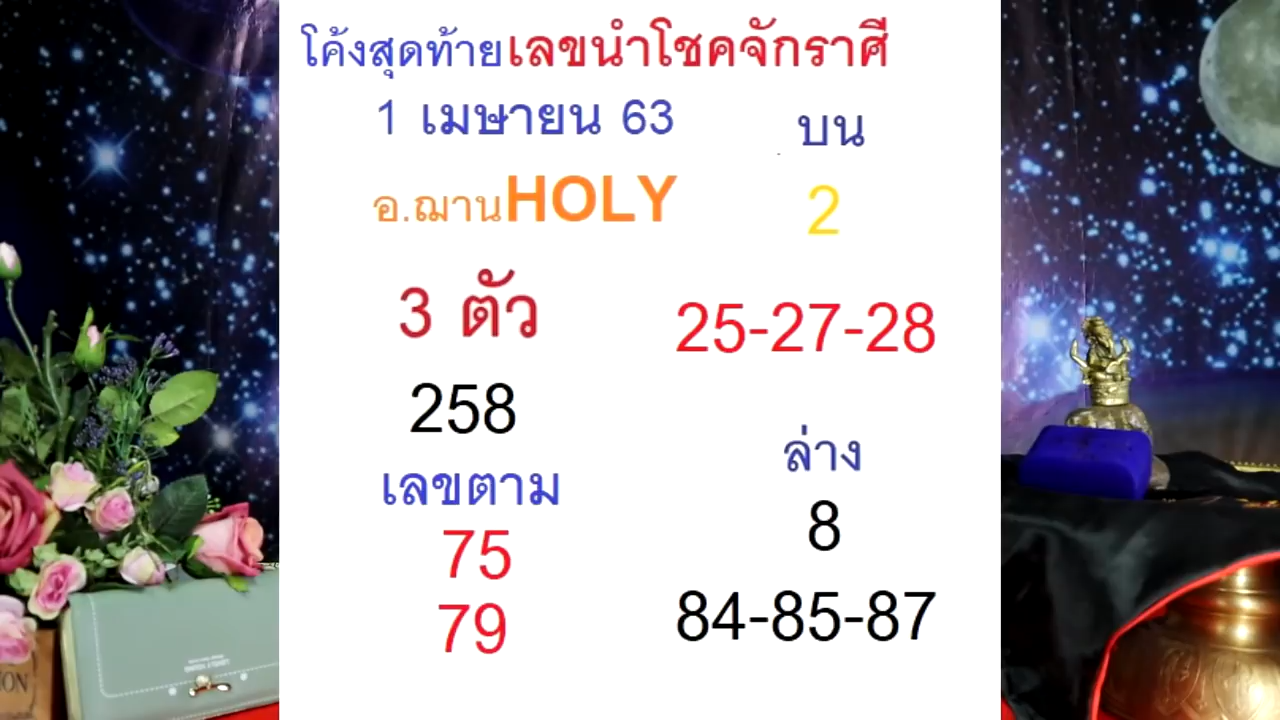 โค้งสุดท้ายเลขนำโชคจักราศี
1 เมษายน 63
อ.ฌานHOLY
3 ตัว
258
เลขตาม
75
79
บน
2
25-27-28
ล่าง
8
84-85-87